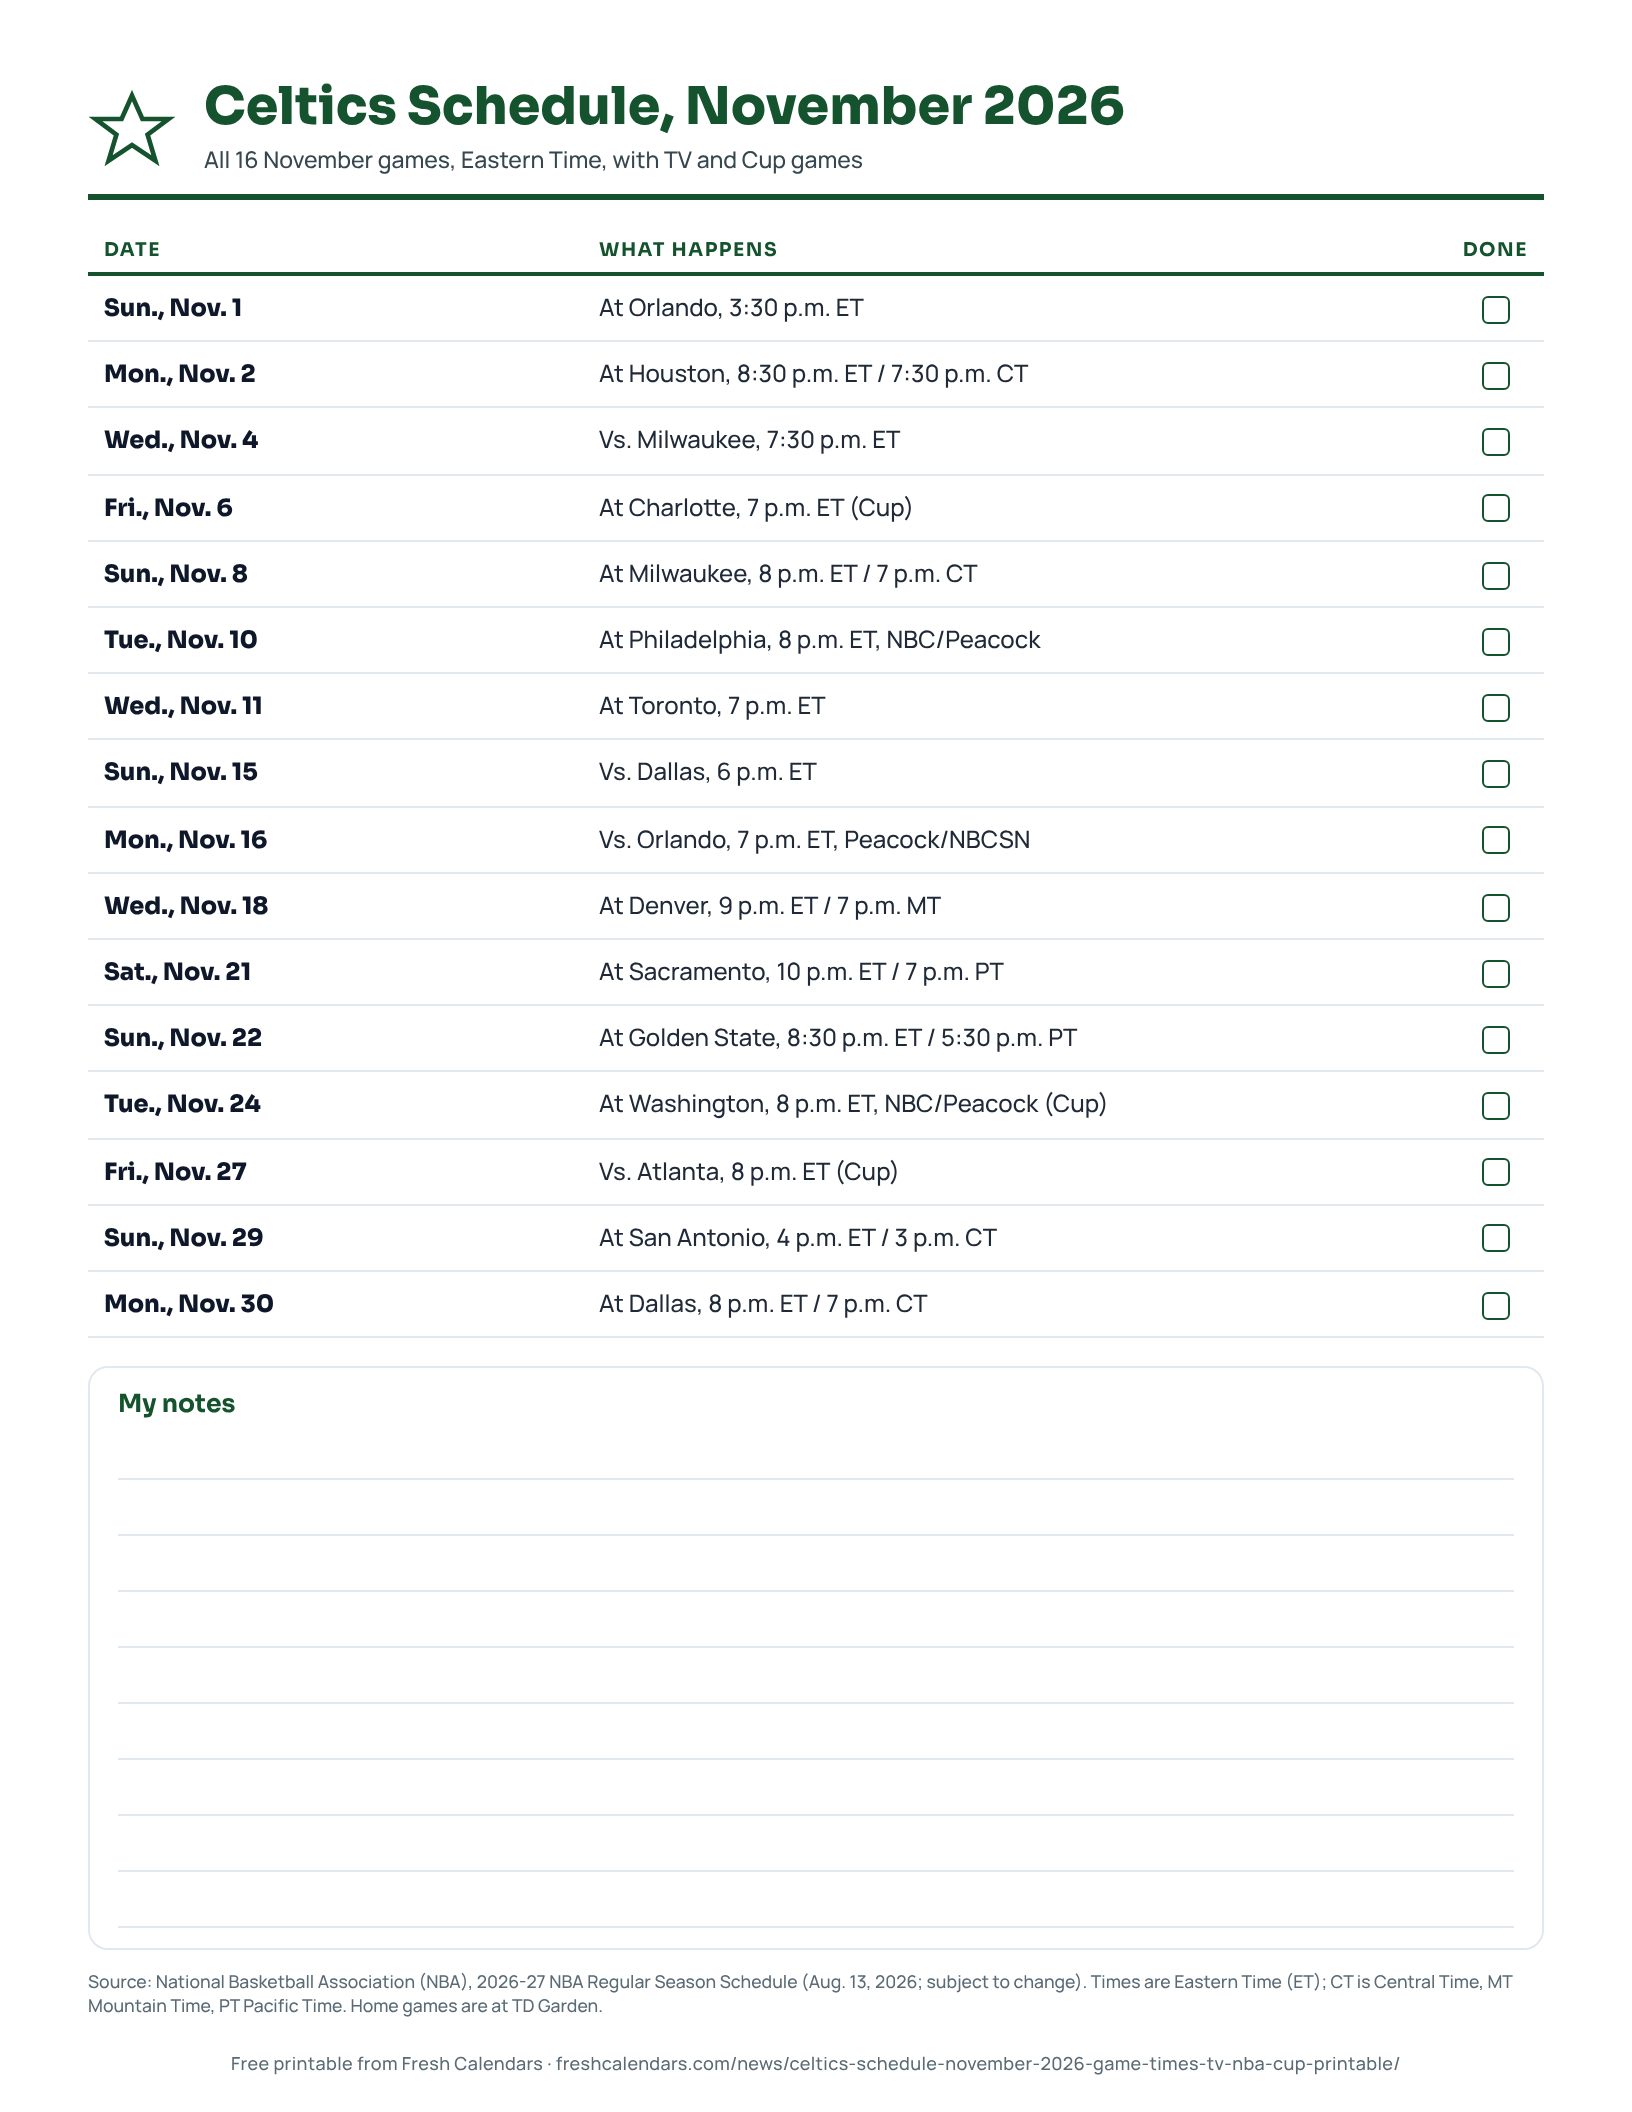 Celtics Schedule, November 2026
All 16 November games, Eastern Time, with TV and Cup games
DATE WHAT HAPPENS DONE
Sun., Nov. 1 At Orlando, 3:30 p.m. ET
Mon., Nov. 2 At Houston, 8:30 p.m. ET / 7:30 p.m. CT
Wed., Nov. 4 Vs. Milwaukee, 7:30 p.m. ET
Fri., Nov. 6 At Charlotte, 7 p.m. ET (Cup)
Sun., Nov. 8 At Milwaukee, 8 p.m. ET / 7 p.m. CT
Tue., Nov. 10 At Philadelphia, 8 p.m. ET, NBC/Peacock
Wed., Nov. 11 At Toronto, 7 p.m. ET
Sun., Nov. 15 Vs. Dallas, 6 p.m. ET
Mon., Nov. 16 Vs. Orlando, 7 p.m. ET, Peacock/NBCSN
Wed., Nov. 18 At Denver, 9 p.m. ET / 7 p.m. MT
Sat., Nov. 21 At Sacramento, 10 p.m. ET / 7 p.m. PT
Sun., Nov. 22 At Golden State, 8:30 p.m. ET / 5:30 p.m. PT
Tue., Nov. 24 At Washington, 8 p.m. ET, NBC/Peacock (Cup)
Fri., Nov. 27 Vs. Atlanta, 8 p.m. ET (Cup)
Sun., Nov. 29 At San Antonio, 4 p.m. ET / 3 p.m. CT
Mon., Nov. 30 At Dallas, 8 p.m. ET / 7 p.m. CT
My notes
Source: National Basketball Association (NBA), 2026-27 NBA Regular Season Schedule (Aug. 13, 2026; subject to change). Times are Eastern Time (ET); CT is Central Time, MT
Mountain Time, PT Pacific Time. Home games are at TD Garden.
Free printable from Fresh Calendars · freshcalendars.com/news/celtics-schedule-november-2026-game-times-tv-nba-cup-printable/